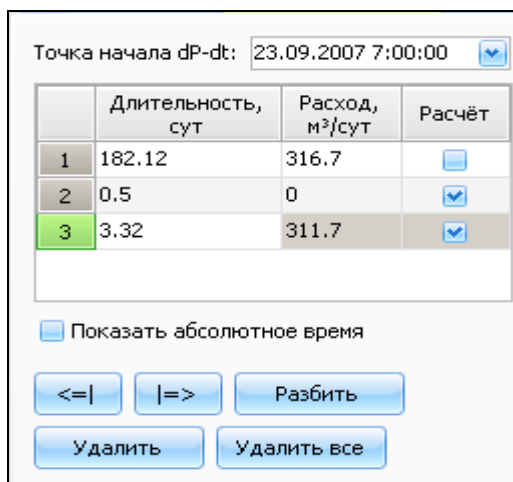 Точка начала dP-dt: 23.09.2007 7:00:00
Длительность, сут Расход, м³/сут Расчёт
1 182.12 316.7
2 0.5 0
3 3.32 311.7
Показать абсолютное время
<=| |=> Разбить
Удалить Удалить все